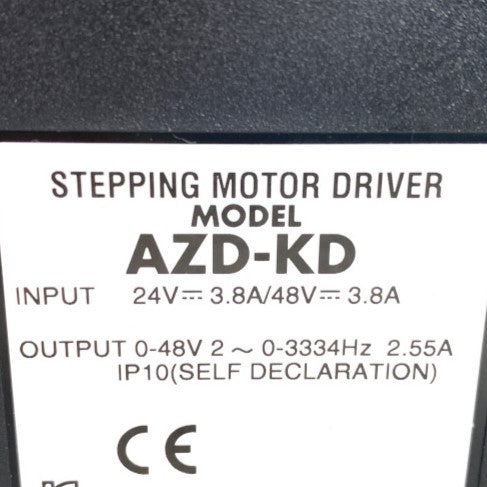 STEPPING MOTOR DRIVER
MODEL
AZD-KD
INPUT 24V⎓ 3.8A/48V⎓ 3.8A
OUTPUT 0-48V 2 ~ 0-3334Hz 2.55A
IP10(SELF DECLARATION)
CE